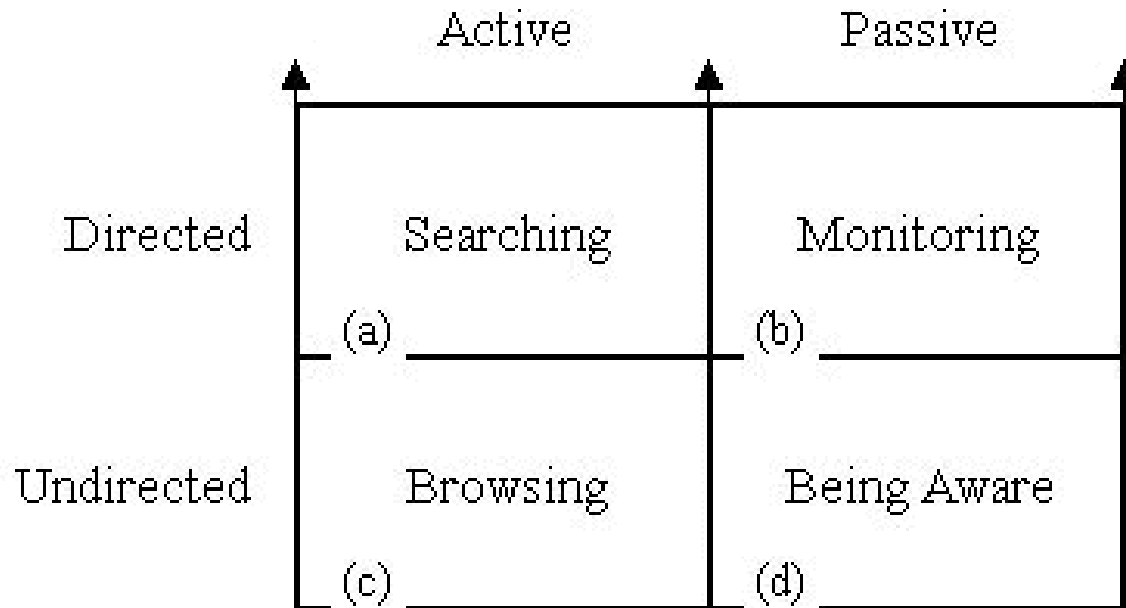 Active Passive
Directed Searching Monitoring
(a) (b)
Undirected Browsing Being Aware
(c) (d)